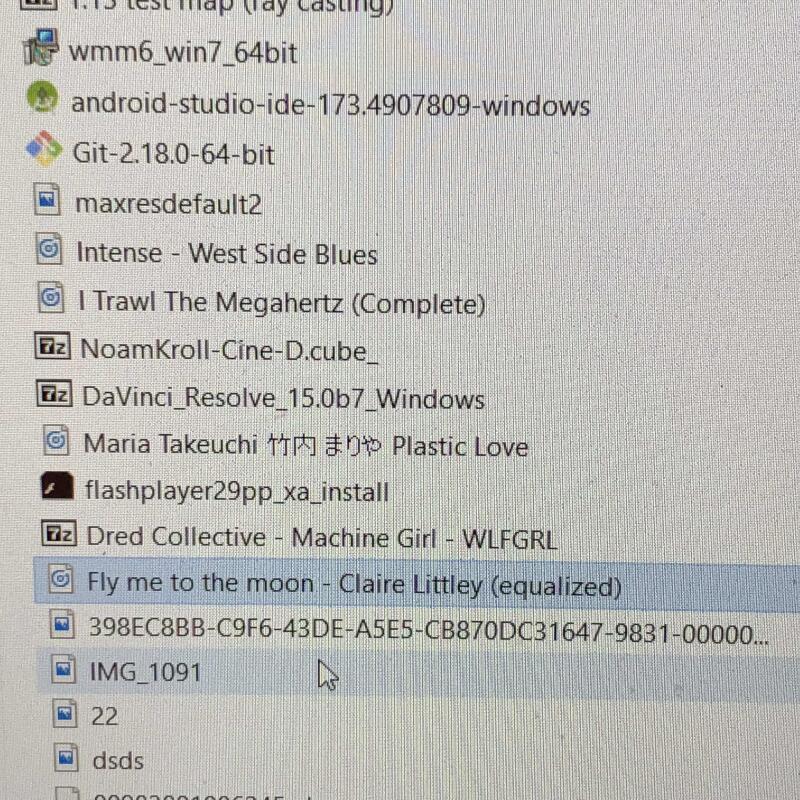 1.13 test map (ray casting)
wmm6_win7_64bit
android-studio-ide-173.4907809-windows
Git-2.18.0-64-bit
maxresdefault2
Intense - West Side Blues
I Trawl The Megahertz (Complete)
NoamKroll-Cine-D.cube_
DaVinci_Resolve_15.0b7_Windows
Maria Takeuchi 竹内 まりや Plastic Love
flashplayer29pp_xa_install
Dred Collective - Machine Girl - WLFGRL
Fly me to the moon - Claire Littley (equalized)
398EC8BB-C9F6-43DE-A5E5-CB870DC31647-9831-00000...
IMG_1091
22
dsds